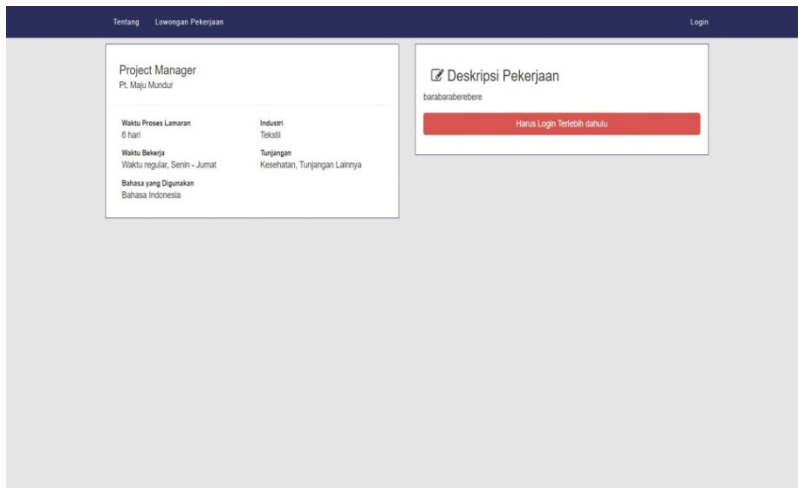 Tentang Lowongan Pekerjaan Login
Project Manager
Pt. Maju Mundur
Waktu Proses Lamaran Industri
6 hari Tekstil
Waktu Bekerja Tunjangan
Waktu regular, Senin - Jumat Kesehatan, Tunjangan Lainnya
Bahasa yang Digunakan
Bahasa Indonesia
Deskripsi Pekerjaan
barabaraberebere
Harus Login Terlebih dahulu